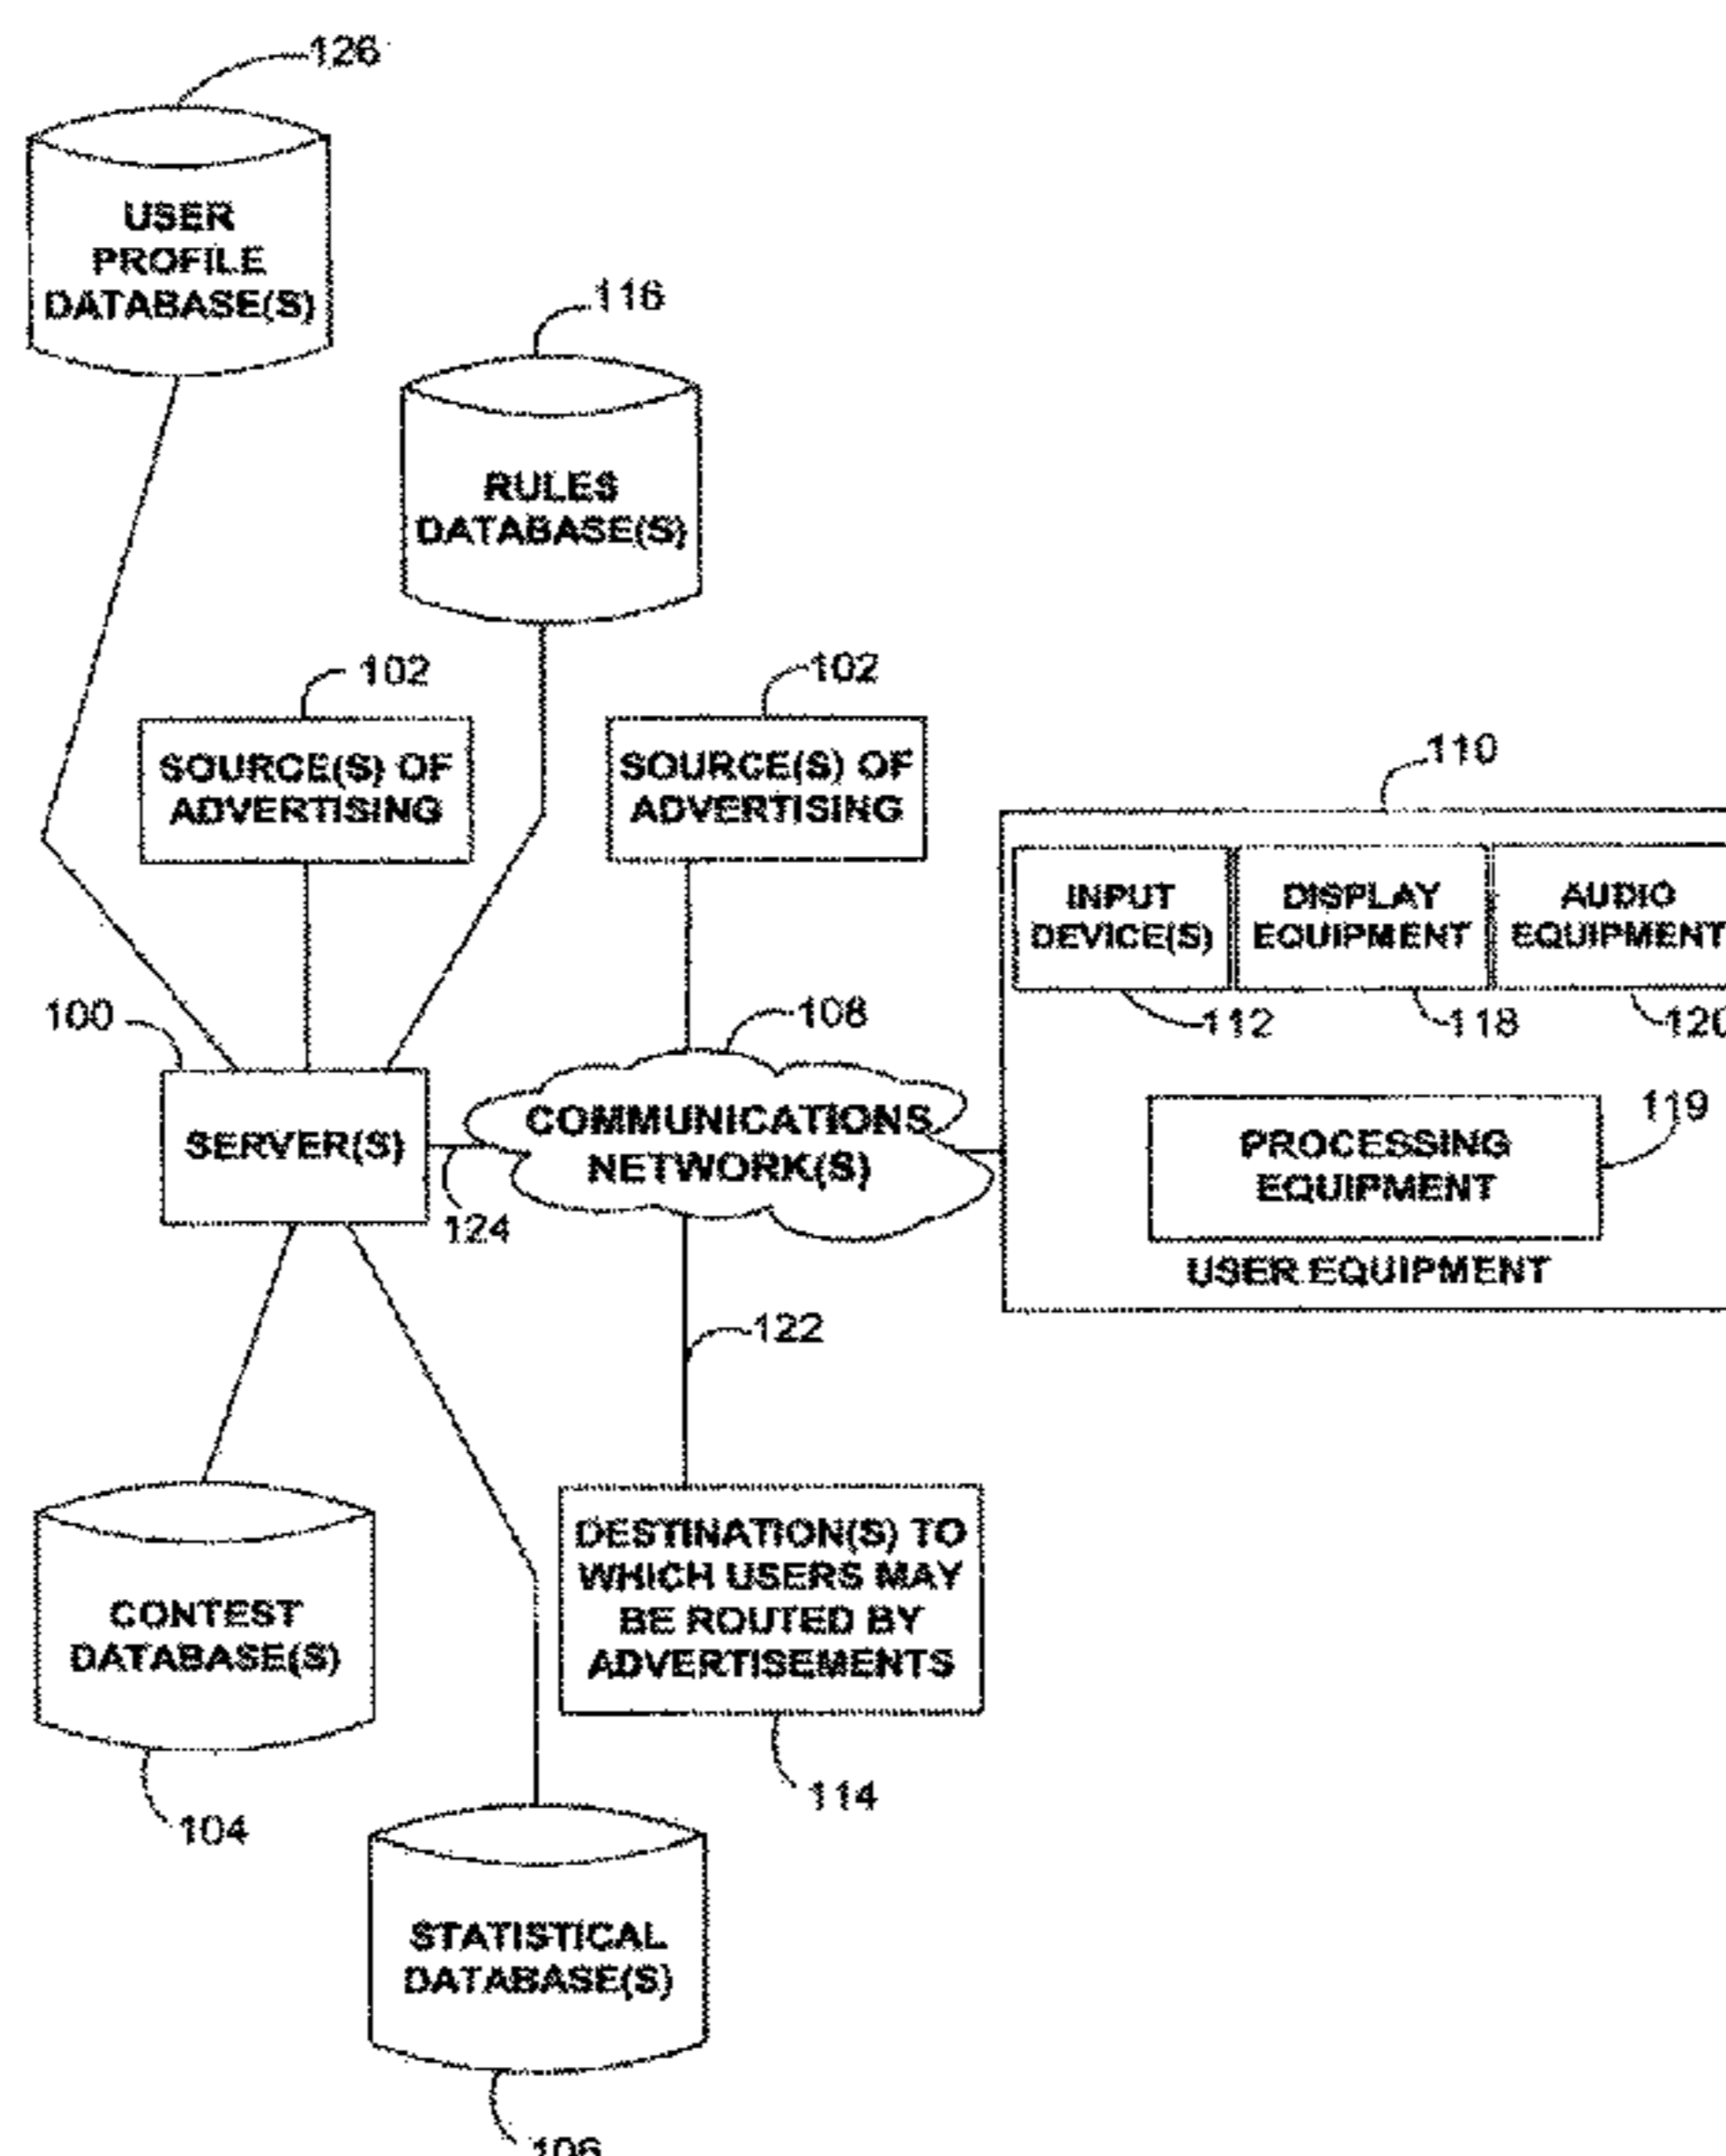 126
USER
PROFILE
DATABASE(S)
116
RULES
DATABASE(S)
102
SOURCE(S) OF
ADVERTISING
102
SOURCE(S) OF
ADVERTISING
110
INPUT
DEVICE(S)
DISPLAY
EQUIPMENT
AUDIO
EQUIPMENT
112
118
120
100
SERVER(S)
124
108
COMMUNICATIONS
NETWORK(S)
119
PROCESSING
EQUIPMENT
USER EQUIPMENT
122
CONTEST
DATABASE(S)
104
DESTINATION(S) TO
WHICH USERS MAY
BE ROUTED BY
ADVERTISEMENTS
114
STATISTICAL
DATABASE(S)
106